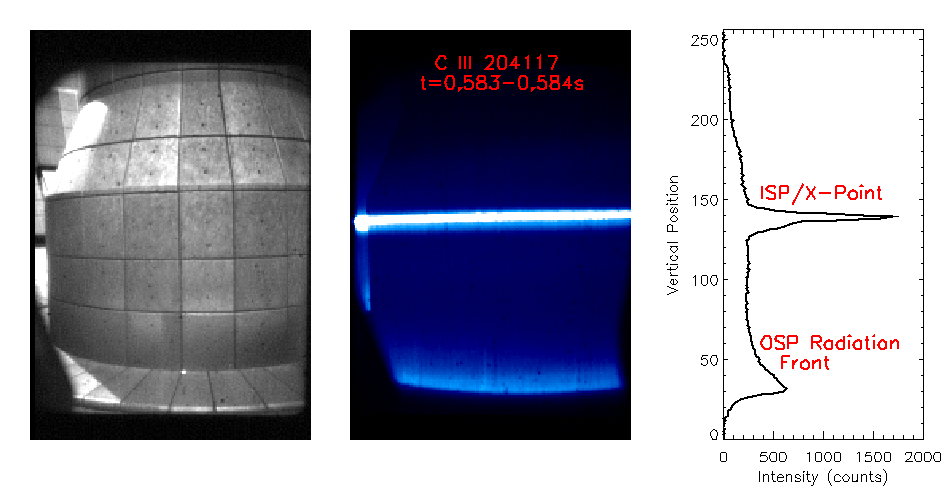 C III 204117
t=0.583-0.584s
250
200
150
100
50
0
Vertical Position
ISP/X-Point
OSP Radiation
Front
0 500 1000 1500 2000
Intensity (counts)